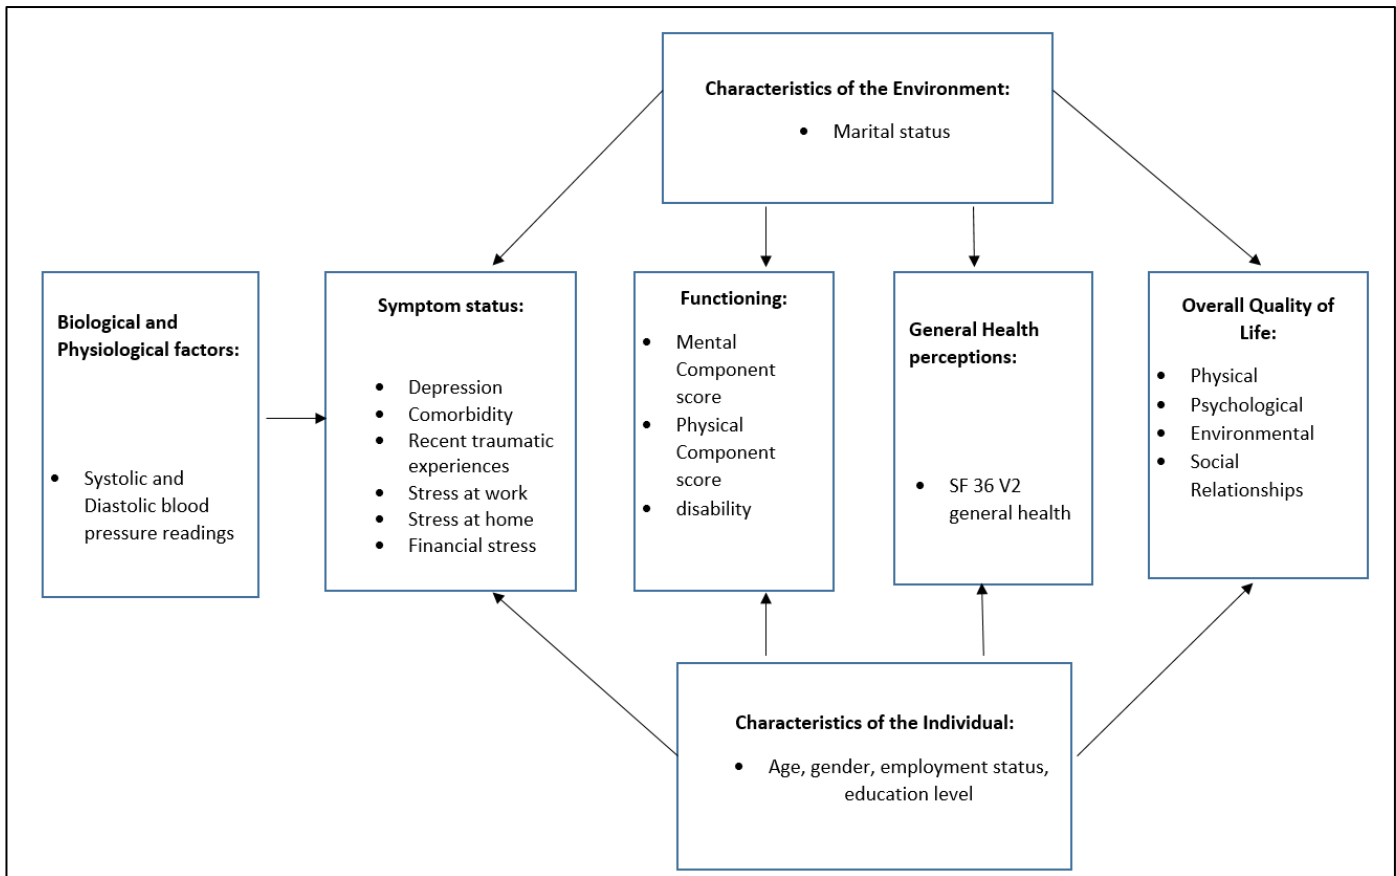 Characteristics of the Environment:
• Marital status
Biological and
Physiological factors:
• Systolic and
Diastolic blood
pressure readings
Symptom status:
• Depression
• Comorbidity
• Recent traumatic
experiences
• Stress at work
• Stress at home
• Financial stress
Functioning:
• Mental
Component
score
• Physical
Component
score
• disability
General Health
perceptions:
• SF 36 V2
general health
Overall Quality of
Life:
• Physical
• Psychological
• Environmental
• Social
Relationships
Characteristics of the Individual:
• Age, gender, employment status,
education level